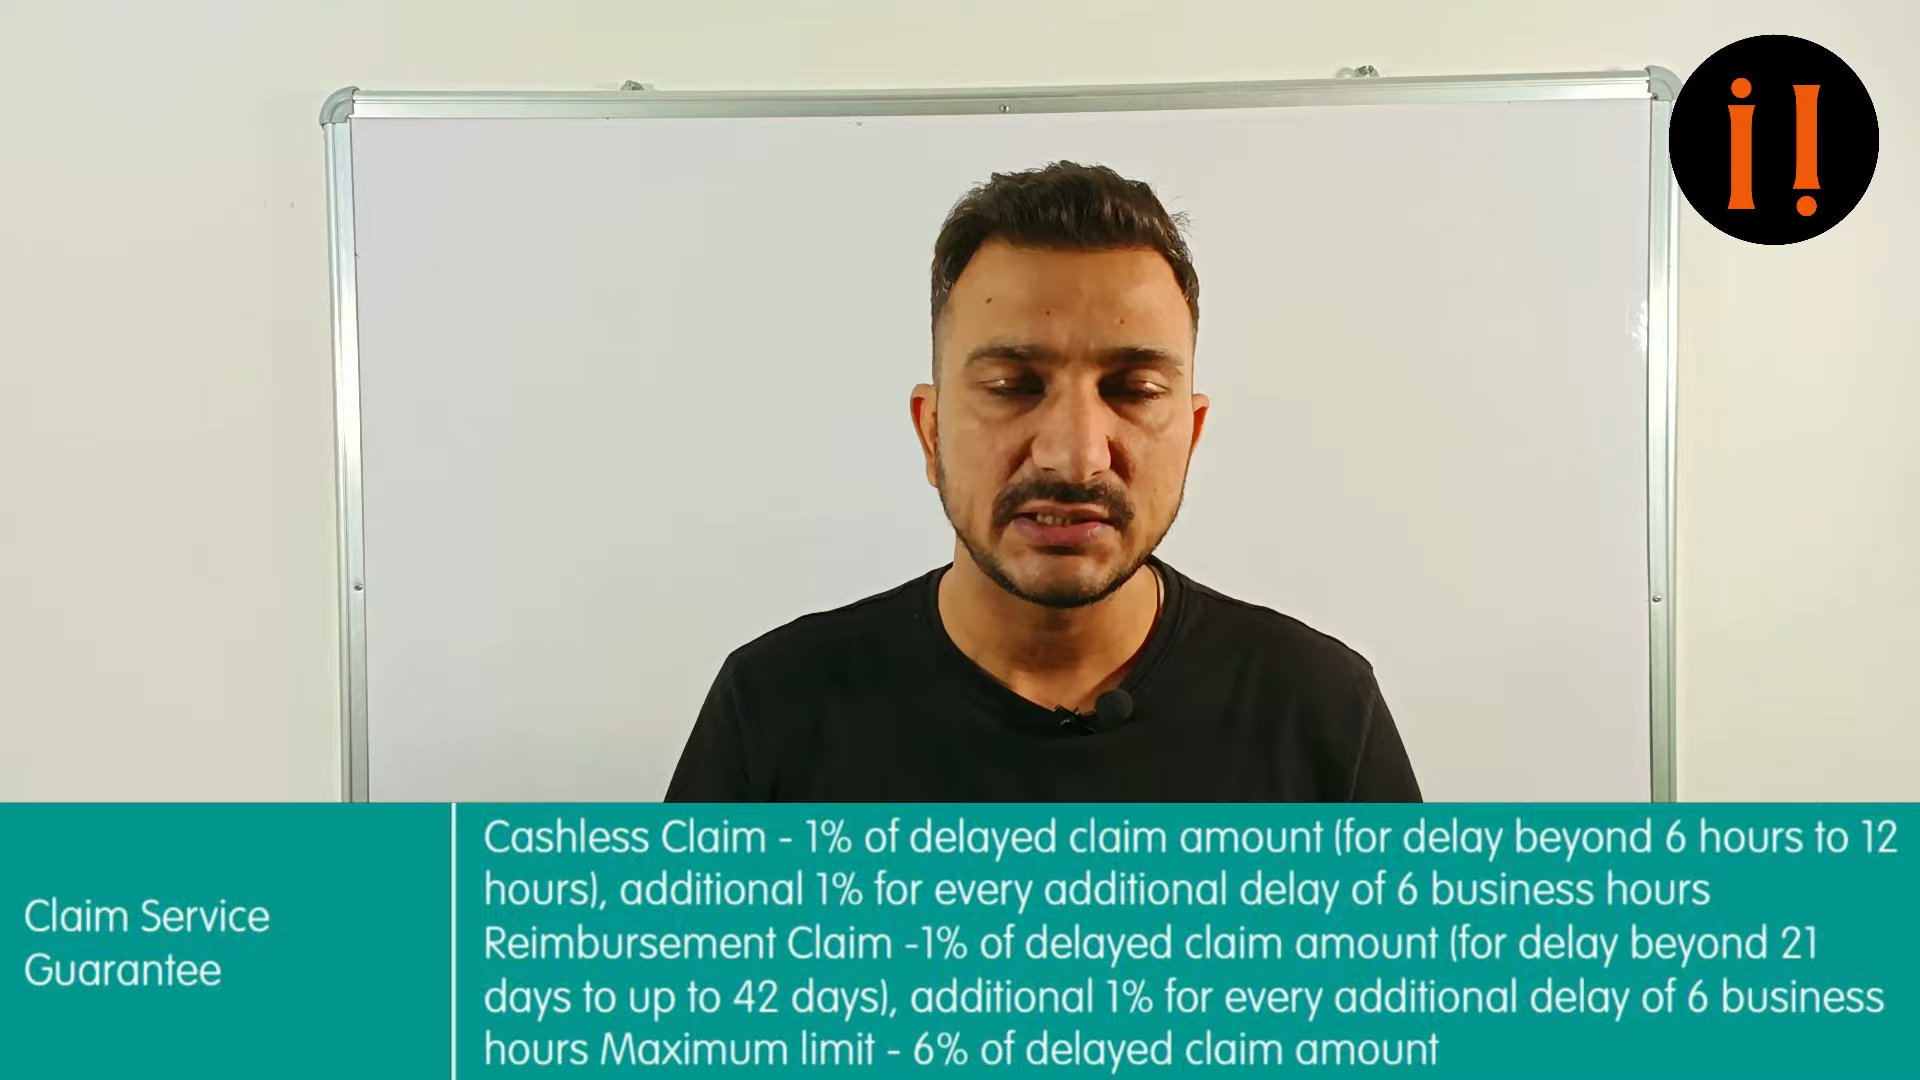 Claim Service
Guarantee
Cashless Claim - 1% of delayed claim amount (for delay beyond 6 hours to 12
hours), additional 1% for every additional delay of 6 business hours
Reimbursement Claim -1% of delayed claim amount (for delay beyond 21
days to up to 42 days), additional 1% for every additional delay of 6 business
hours Maximum limit - 6% of delayed claim amount